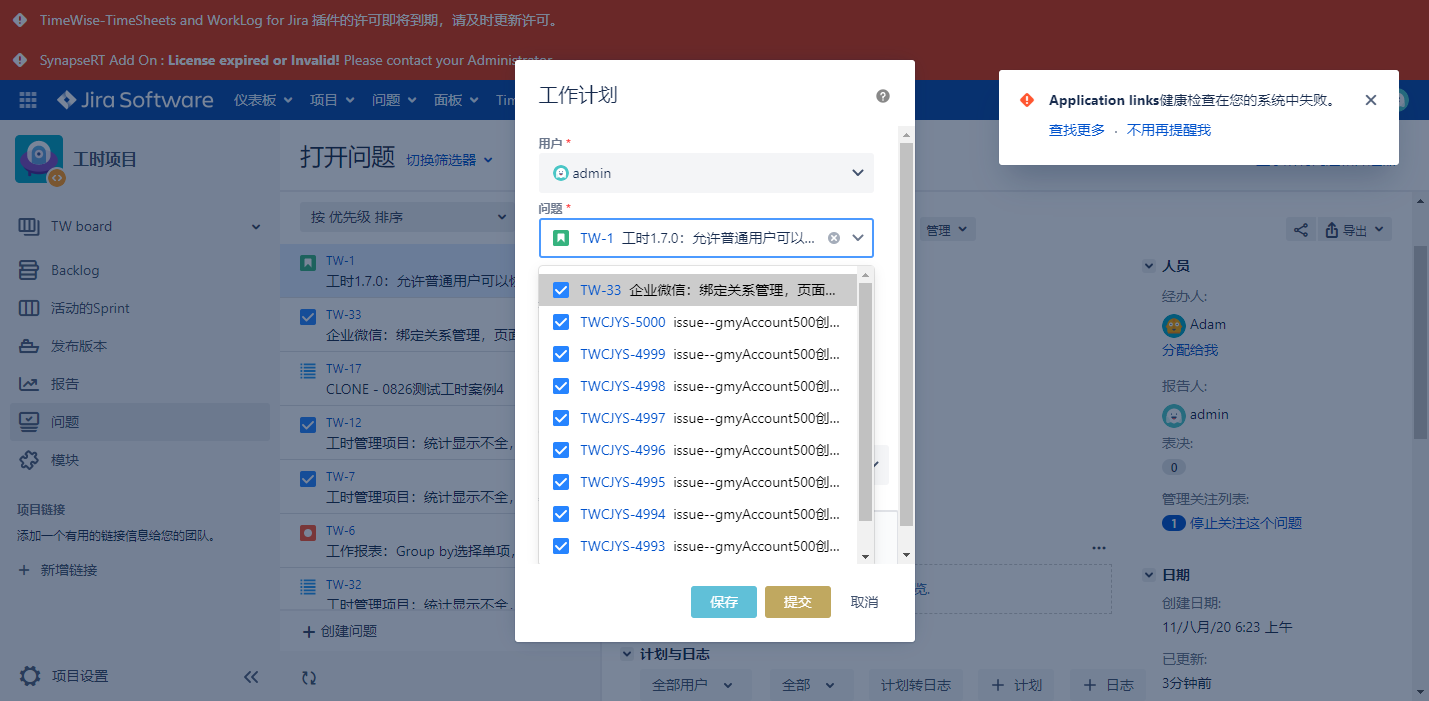 TimeWise-TimeSheets and WorkLog for Jira 插件的许可即将到期，请及时更新许可。
SynapseRT Add On : License expired or Invalid! Please contact your Administrator
Jira Software 仪表板 项目 问题 面板
Application links健康检查在您的系统中失败。
查找更多 · 不用再提醒我
工时项目
TW board
Backlog
活动的Sprint
发布版本
报告
问题
模块
项目链接
添加一个有用的链接信息给您的团队。
+ 新增链接
项目设置
打开问题 切换筛选器
按 优先级 排序
TW-1
工时1.7.0：允许普通用户可以
TW-33
企业微信：绑定关系管理，页面
TW-17
CLONE - 0826测试工时案例4
TW-12
工时管理项目：统计显示不全，
TW-7
工时管理项目：统计显示不全，
TW-6
工作报表：Group by选择单项，
TW-32
工时管理项目：统计显示不全，
+ 创建问题
工作计划
用户 *
admin
问题 *
TW-1 工时1.7.0：允许普通用户可以...
TW-33 企业微信：绑定关系管理，页面...
TWCJYS-5000 issue--gmyAccount500创...
TWCJYS-4999 issue--gmyAccount500创...
TWCJYS-4998 issue--gmyAccount500创...
TWCJYS-4997 issue--gmyAccount500创...
TWCJYS-4996 issue--gmyAccount500创...
TWCJYS-4995 issue--gmyAccount500创...
TWCJYS-4994 issue--gmyAccount500创...
TWCJYS-4993 issue--gmyAccount500创...
保存 提交 取消
管理
导出
览.
计划与日志
全部用户 全部 计划转日志 + 计划 + 日志
人员
经办人:
Adam
分配给我
报告人:
admin
表决:
0
管理关注列表:
1 停止关注这个问题
日期
创建日期:
11/八月/20 6:23 上午
已更新:
3分钟前